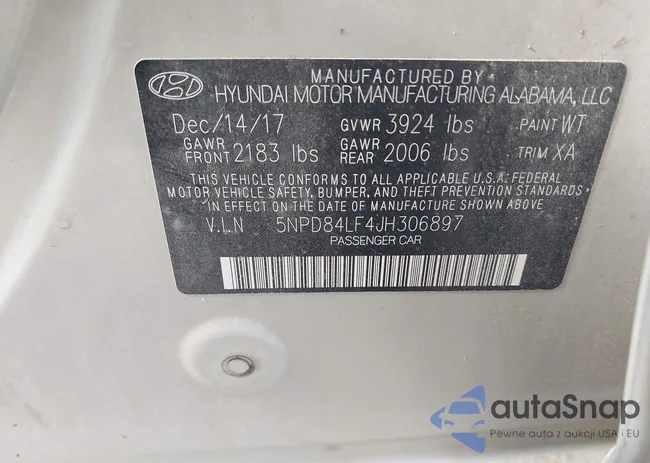 MANUFACTURED BY
HYUNDAI MOTOR MANUFACTURING ALABAMA, LLC
Dec/14/17 GVWR 3924 lbs PAINT WT
GAWR FRONT 2183 lbs GAWR REAR 2006 lbs TRIM XA
THIS VEHICLE CONFORMS TO ALL APPLICABLE U.S.A. FEDERAL
MOTOR VEHICLE SAFETY, BUMPER, AND THEFT PREVENTION STANDARDS
IN EFFECT ON THE DATE OF MANUFACTURE SHOWN ABOVE
V.I.N 5NPD84LF4JH306897
PASSENGER CAR
autoSnap
Pewne auta z aukcji USA i EU